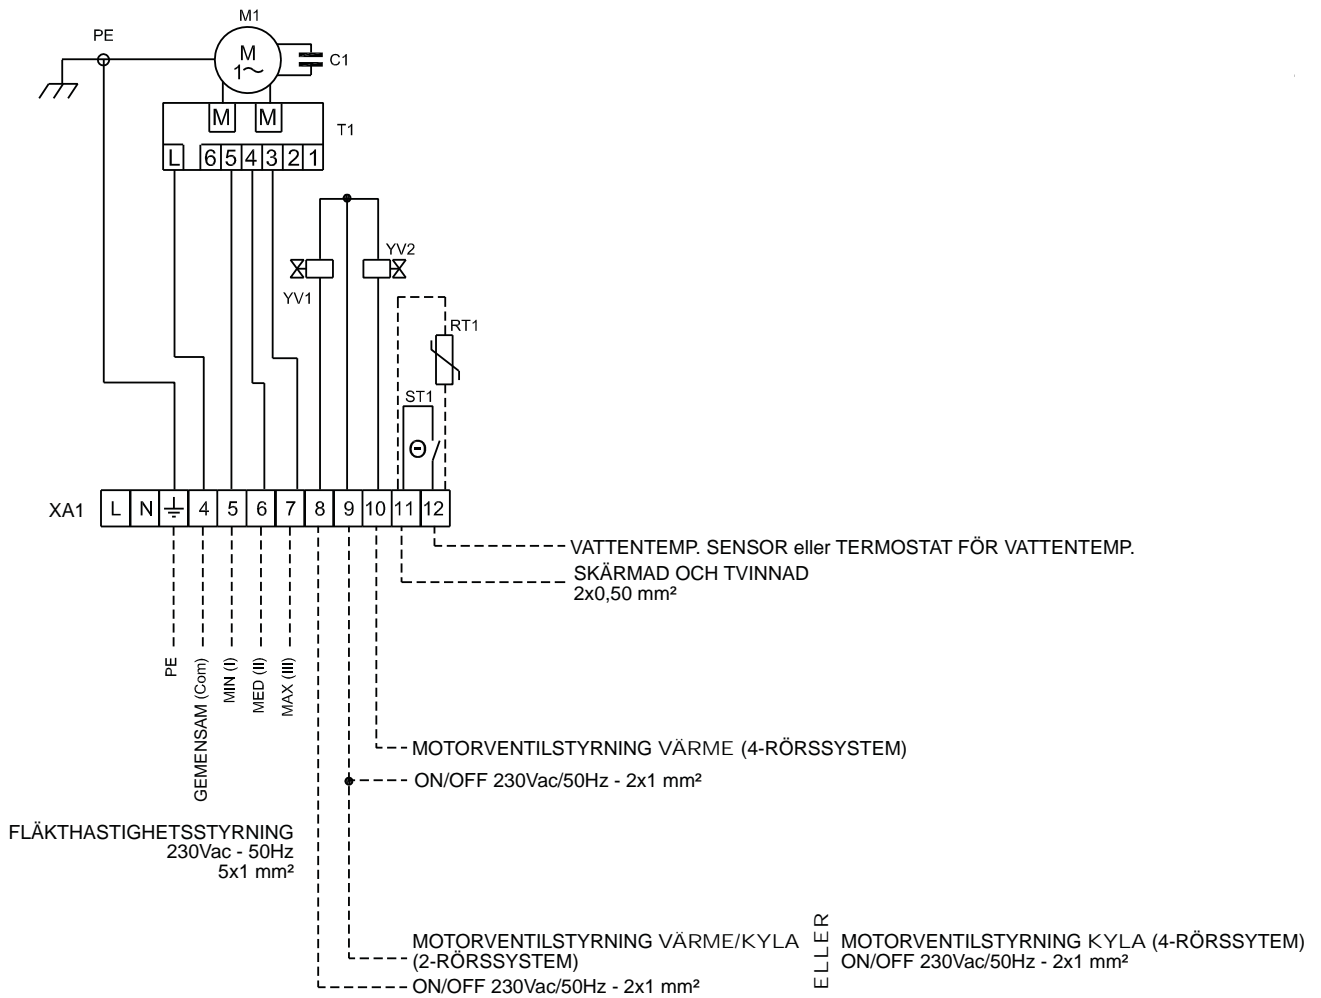 M1
PE
M
1~
C1
M M
T1
L 6 5 4 3 2 1
YV2
YV1
RT1
ST1
XA1 L N 4 5 6 7 8 9 10 11 12
VATTENTEMP. SENSOR eller TERMOSTAT FÖR VATTENTEMP.
SKÄRMAD OCH TVINNAD
2x0,50 mm²
PE
GEMENSAM (Com)
MIN (I)
MED (II)
MAX (III)
MOTORVENTILSTYRNING VÄRME (4-RÖRSSYSTEM)
ON/OFF 230Vac/50Hz - 2x1 mm²
FLÄKTHASTIGHETSSTYRNING
230Vac - 50Hz
5x1 mm²
MOTORVENTILSTYRNING VÄRME/KYLA
(2-RÖRSSYSTEM)
ON/OFF 230Vac/50Hz - 2x1 mm²
ELLER
MOTORVENTILSTYRNING KYLA (4-RÖRSSYTEM)
ON/OFF 230Vac/50Hz - 2x1 mm²